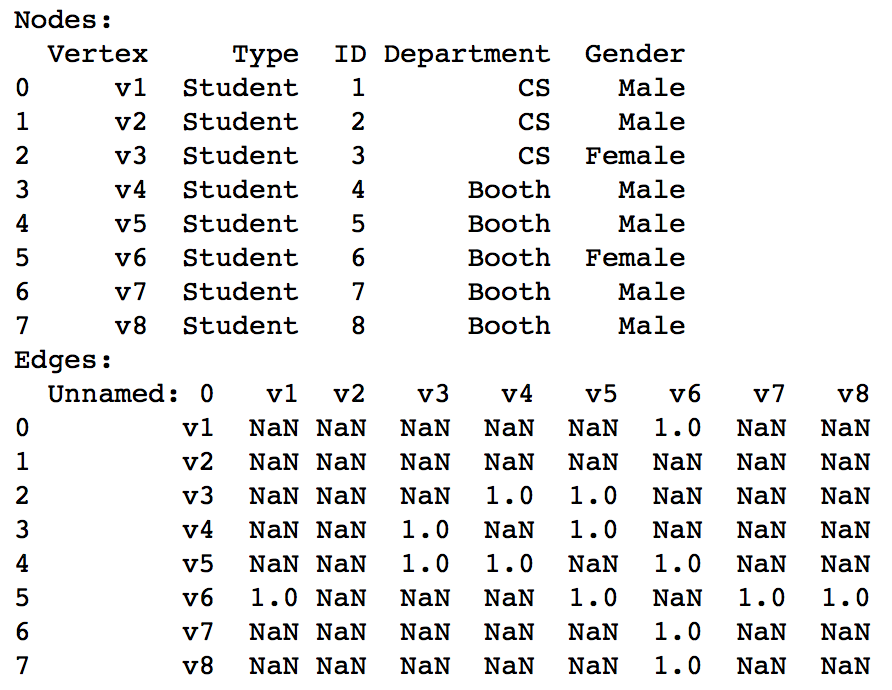 Nodes:
Vertex Type ID Department Gender
0 v1 Student 1 CS Male
1 v2 Student 2 CS Male
2 v3 Student 3 CS Female
3 v4 Student 4 Booth Male
4 v5 Student 5 Booth Male
5 v6 Student 6 Booth Female
6 v7 Student 7 Booth Male
7 v8 Student 8 Booth Male
Edges:
Unnamed: 0 v1 v2 v3 v4 v5 v6 v7 v8
0 v1 NaN NaN NaN NaN NaN 1.0 NaN NaN
1 v2 NaN NaN NaN NaN NaN NaN NaN NaN
2 v3 NaN NaN NaN 1.0 1.0 NaN NaN NaN
3 v4 NaN NaN 1.0 NaN 1.0 NaN NaN NaN
4 v5 NaN NaN 1.0 1.0 NaN 1.0 NaN NaN
5 v6 1.0 NaN NaN NaN 1.0 NaN 1.0 1.0
6 v7 NaN NaN NaN NaN NaN 1.0 NaN NaN
7 v8 NaN NaN NaN NaN NaN 1.0 NaN NaN